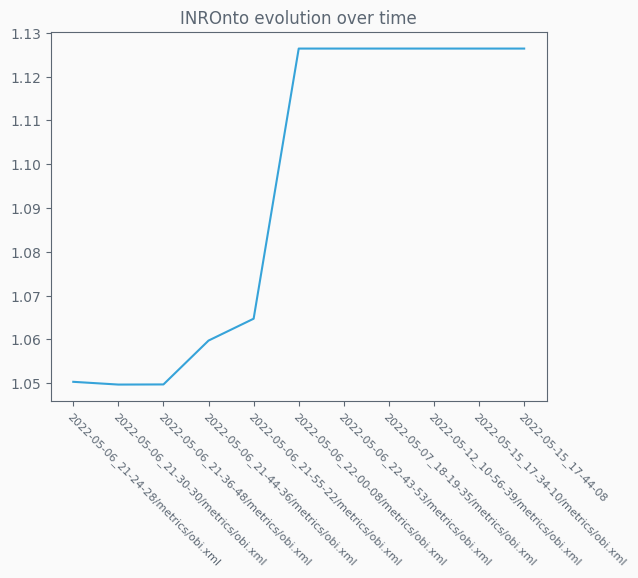 INROnto evolution over time
1.13
1.12
1.11
1.10
1.09
1.08
1.07
1.06
1.05
2022-05-06_21-24-28/metrics/obi.xml
2022-05-06_21-30-30/metrics/obi.xml
2022-05-06_21-36-48/metrics/obi.xml
2022-05-06_21-44-36/metrics/obi.xml
2022-05-06_21-55-22/metrics/obi.xml
2022-05-06_22-00-08/metrics/obi.xml
2022-05-06_22-43-53/metrics/obi.xml
2022-05-07_18-19-35/metrics/obi.xml
2022-05-12_10-56-39/metrics/obi.xml
2022-05-15_17-34-10/metrics/obi.xml
2022-05-15_17-44-08